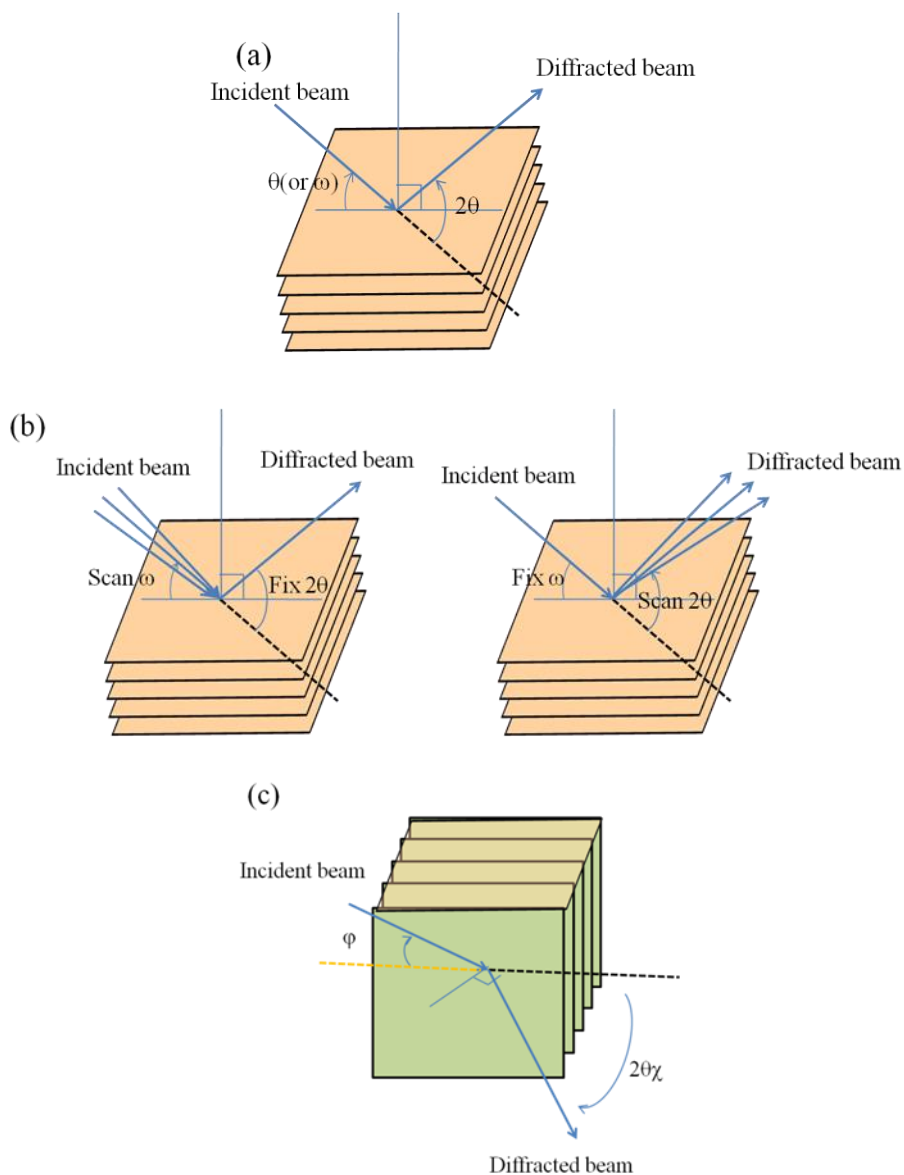 (a)
Incident beam
Diffracted beam
θ(or ω)
2θ
(b)
Incident beam
Diffracted beam
Scan ω
Fix 2θ
Incident beam
Diffracted beam
Fix ω
Scan 2θ
(c)
Incident beam
φ
2θχ
Diffracted beam